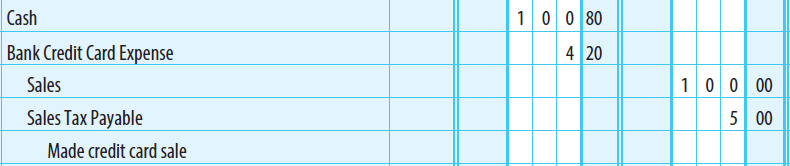 Cash 1 0 0 80
Bank Credit Card Expense 4 20
Sales 1 0 0 00
Sales Tax Payable 5 00
Made credit card sale